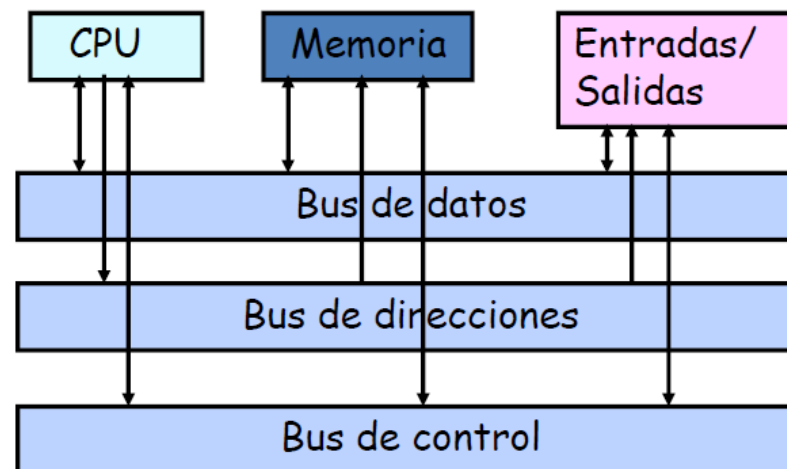 CPU
Memoria
Entradas/
Salidas
Bus de datos
Bus de direcciones
Bus de control